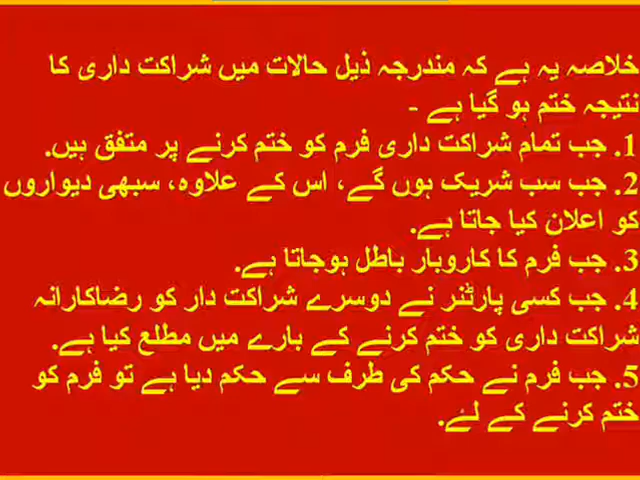 خلاصہ یہ ہے کہ مندرجہ ذیل حالات میں شراکت داری کا
نتیجہ ختم ہو گیا ہے -
1. جب تمام شراکت داری فرم کو ختم کرنے پر متفق ہیں.
2. جب سب شریک ہوں گے، اس کے علاوہ، سبھی دیواروں
کو اعلان کیا جاتا ہے.
3. جب فرم کا کاروبار باطل ہوجاتا ہے.
4. جب کسی پارٹنر نے دوسرے شراکت دار کو رضاکارانہ
شراکت داری کو ختم کرنے کے بارے میں مطلع کیا ہے.
5. جب فرم نے حکم کی طرف سے حکم دیا ہے تو فرم کو
ختم کرنے کے لئے.